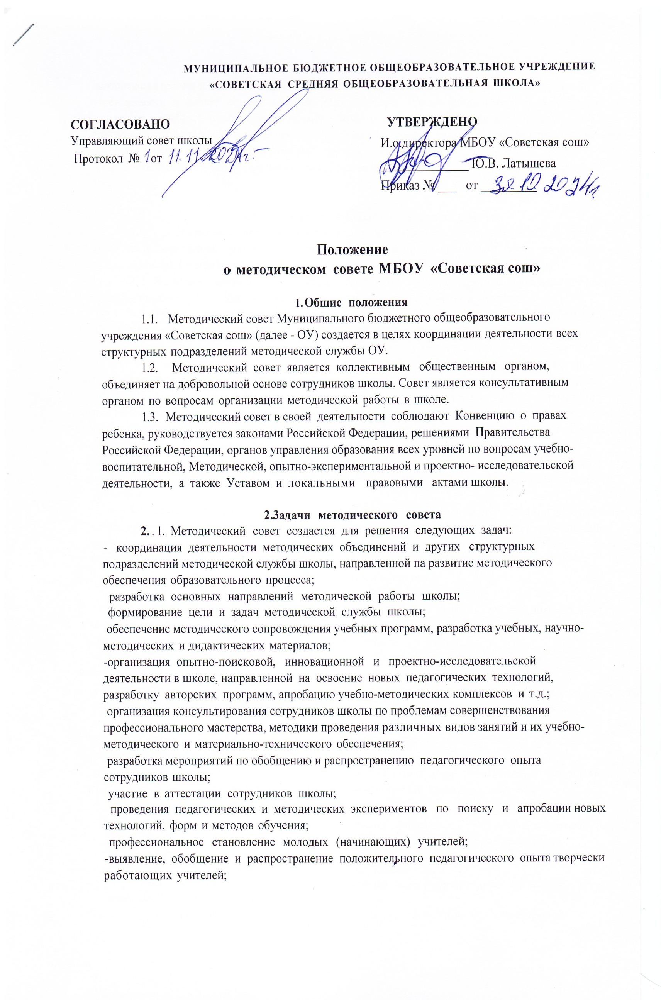 МУНИЦИПАЛЬНОЕ БЮДЖЕТНОЕ ОБЩЕОБРАЗОВАТЕЛЬНОЕ УЧРЕЖДЕНИЕ
«СОВЕТСКАЯ СРЕДНЯЯ ОБЩЕОБРАЗОВАТЕЛЬНАЯ ШКОЛА»
СОГЛАСОВАНО
Управляющий совет школы
Протокол № 1 от 11.11.2024г.
УТВЕРЖДЕНО
И.о.директора МБОУ «Советская сош»
_______________ Ю.В. Латышева
Приказ № ___ от 10 2024г.
Положение
о методическом совете МБОУ «Советская сош»
1.Общие положения
1.1. Методический совет Муниципального бюджетного общеобразовательного
учреждения «Советская сош» (далее - ОУ) создается в целях координации деятельности всех
структурных подразделений методической службы ОУ.
1.2. Методический совет является коллективным общественным органом,
объединяет на добровольной основе сотрудников школы. Совет является консультативным
органом по вопросам организации методической работы в школе.
1.3. Методический совет в своей деятельности соблюдают Конвенцию о правах
ребенка, руководствуется законами Российской Федерации, решениями Правительства
Российской Федерации, органов управления образования всех уровней по вопросам учебно-
воспитательной, Методической, опытно-экспериментальной и проектно- исследовательской
деятельности, а также Уставом и локальными правовыми актами школы.
2.Задачи методического совета
2. . 1. Методический совет создается для решения следующих задач:
- координация деятельности методических объединений и других структурных
подразделений методической службы школы, направленной па развитие методического
обеспечения образовательного процесса;
разработка основных направлений методической работы школы;
формирование цели и задач методической службы школы;
обеспечение методического сопровождения учебных программ, разработка учебных, научно-
методических и дидактических материалов;
-организация опытно-поисковой, инновационной и проектно-исследовательской
деятельности в школе, направленной на освоение новых педагогических технологий,
разработку авторских программ, апробацию учебно-методических комплексов и т.д.;
организация консультирования сотрудников школы по проблемам совершенствования
профессионального мастерства, методики проведения различных видов занятий и их учебно-
методического и материально-технического обеспечения;
разработка мероприятий по обобщению и распространению педагогического опыта
сотрудников школы;
участие в аттестации сотрудников школы;
проведения педагогических и методических экспериментов по поиску и апробации новых
технологий, форм и методов обучения;
профессиональное становление молодых (начинающих) учителей;
-выявление, обобщение и распространение положительного педагогического опыта творчески
работающих учителей;